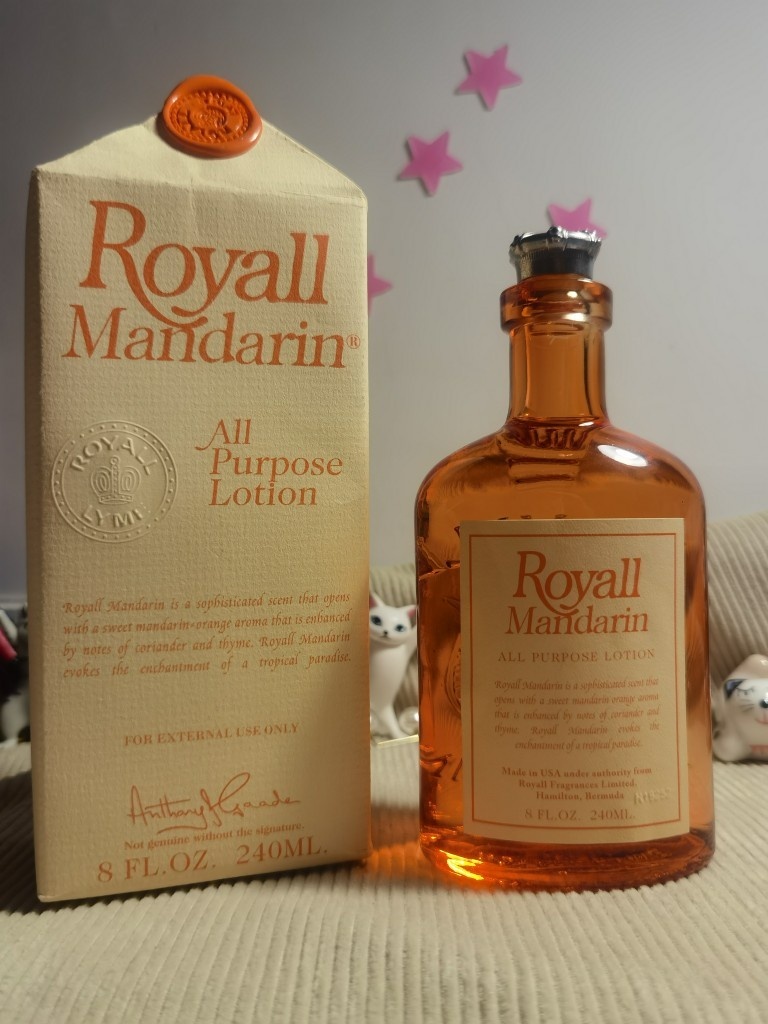 Royall
Mandarin®
ROYALL
LYME
All
Purpose
Lotion
Royall Mandarin is a sophisticated scent that opens
with a sweet mandarin-orange aroma that is enhanced
by notes of coriander and thyme. Royall Mandarin
evokes the enchantment of a tropical paradise.
FOR EXTERNAL USE ONLY
Anthony J Gaade
Not genuine without the signature.
8 FL.OZ. 240ML.
Royall
Mandarin
ALL PURPOSE LOTION
Royall Mandarin is a sophisticated scent that
opens with a sweet mandarin-orange aroma
that is enhanced by notes of coriander and
thyme. Royall Mandarin evokes the
enchantment of a tropical paradise.
Made in USA under authority from
Royall Fragrances Limited.
Hamilton, Bermuda
8 FL.OZ. 240ML.